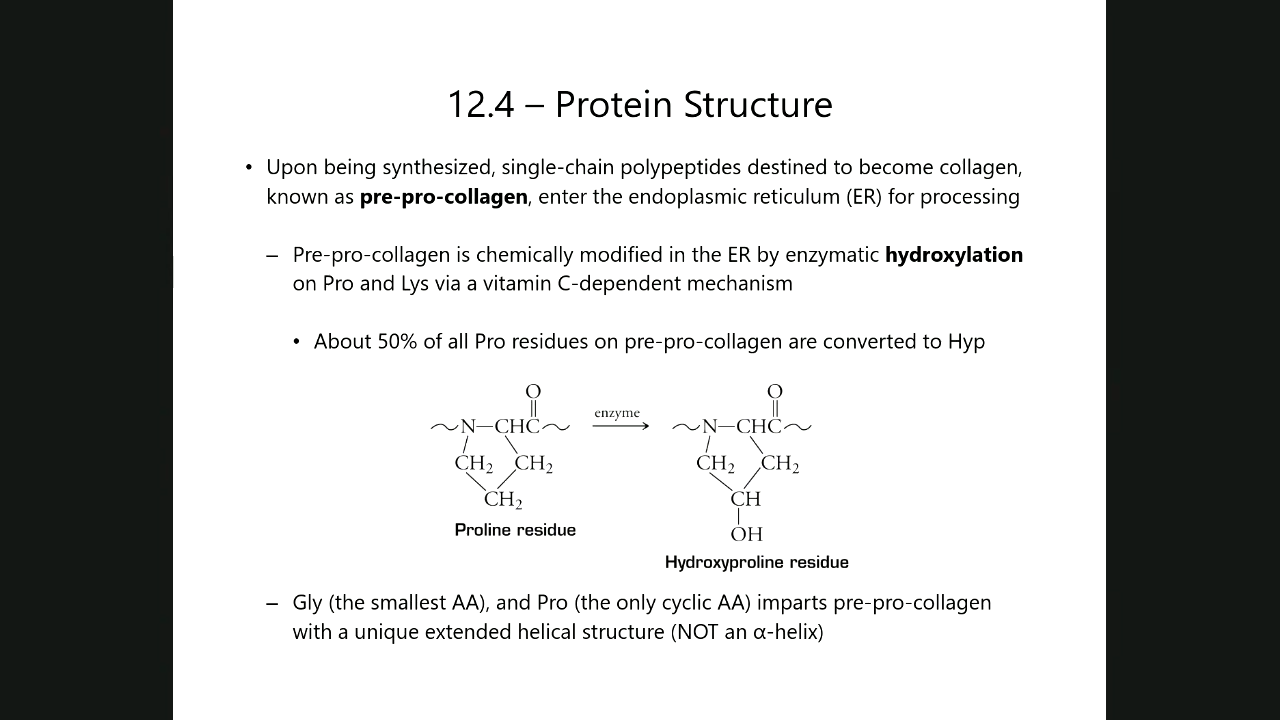 12.4 – Protein Structure
• Upon being synthesized, single-chain polypeptides destined to become collagen,
known as pre-pro-collagen, enter the endoplasmic reticulum (ER) for processing
– Pre-pro-collagen is chemically modified in the ER by enzymatic hydroxylation
on Pro and Lys via a vitamin C-dependent mechanism
• About 50% of all Pro residues on pre-pro-collagen are converted to Hyp
O O
N—CHC enzyme N—CHC
CH₂ CH₂ CH₂ CH₂
CH₂ CH
Proline residue OH
Hydroxyproline residue
– Gly (the smallest AA), and Pro (the only cyclic AA) imparts pre-pro-collagen
with a unique extended helical structure (NOT an α-helix)